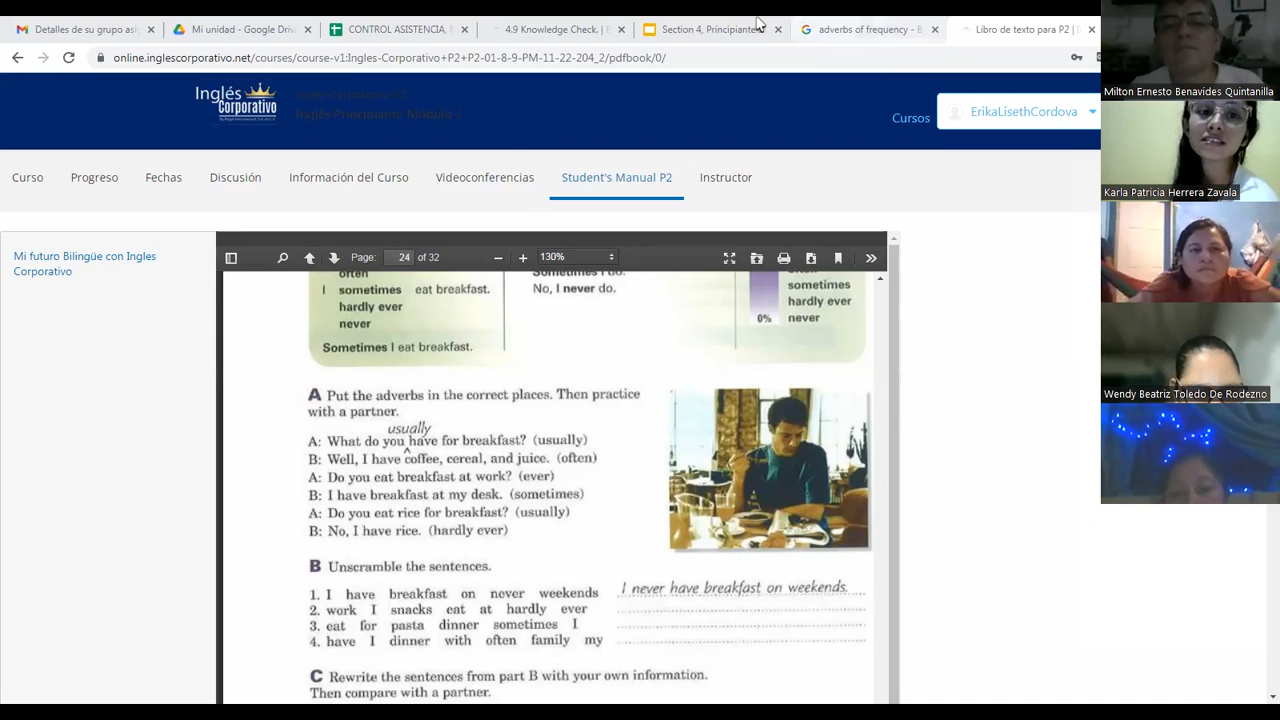 Detalles de su grupo asi
Mi unidad - Google Driv
CONTROL ASISTENCIA.
4.9 Knowledge Check. | E
Section 4, Principiante
adverbs of frequency - B
Libro de texto para P2 | I
online.inglescorporativo.net/courses/course-v1:Ingles-Corporativo+P2+P2-01-8-9-PM-11-22-204_2/pdfbook/0/
Inglés
Corporativo
Ingles-Corporativo P2
Inglés Principiante Módulo 2
Cursos
ErikaLisethCordova
Curso
Progreso
Fechas
Discusión
Información del Curso
Videoconferencias
Student's Manual P2
Instructor
Mi futuro Bilingüe con Ingles
Corporativo
Page: 24 of 32
130%
often
I sometimes eat breakfast.
hardly ever
never
Sometimes I eat breakfast.
Sometimes I do.
No, I never do.
often
sometimes
hardly ever
0% never
A Put the adverbs in the correct places. Then practice
with a partner.
usually
A: What do you have for breakfast? (usually)
B: Well, I have coffee, cereal, and juice. (often)
A: Do you eat breakfast at work? (ever)
B: I have breakfast at my desk. (sometimes)
A: Do you eat rice for breakfast? (usually)
B: No, I have rice. (hardly ever)
B Unscramble the sentences.
1. I have breakfast on never weekends I never have breakfast on weekends.
2. work I snacks eat at hardly ever
3. eat for pasta dinner sometimes I
4. have I dinner with often family my
C Rewrite the sentences from part B with your own information.
Then compare with a partner.
Milton Ernesto Benavides Quintanilla
Karla Patricia Herrera Zavala
Wendy Beatriz Toledo De Rodezno